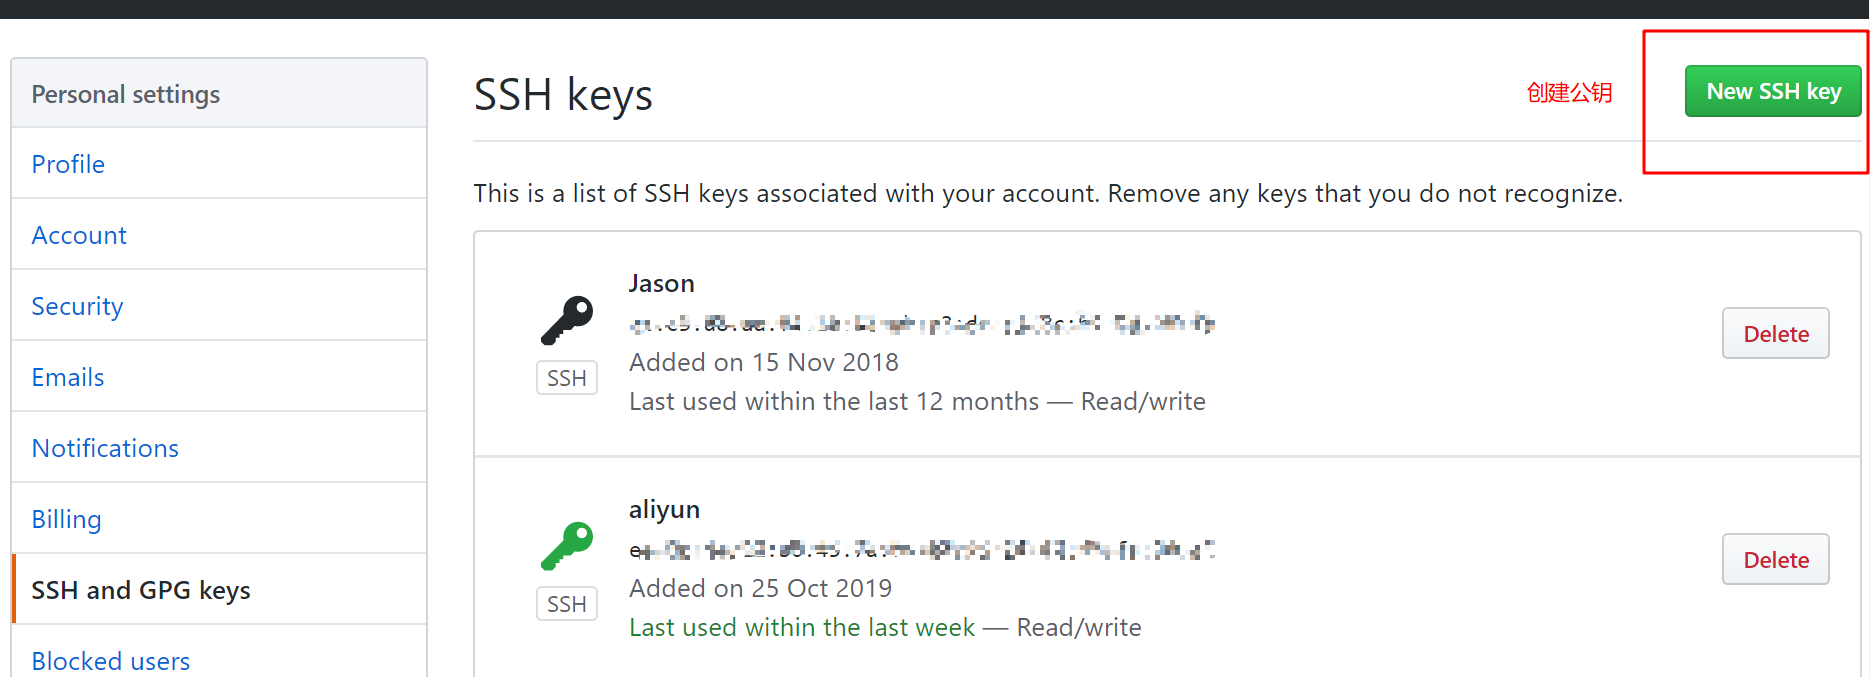 Personal settings
Profile
Account
Security
Emails
Notifications
Billing
SSH and GPG keys
Blocked users
SSH keys
创建公钥
New SSH key
This is a list of SSH keys associated with your account. Remove any keys that you do not recognize.
Jason
SSH
Added on 15 Nov 2018
Last used within the last 12 months — Read/write
Delete
aliyun
SSH
Added on 25 Oct 2019
Last used within the last week — Read/write
Delete